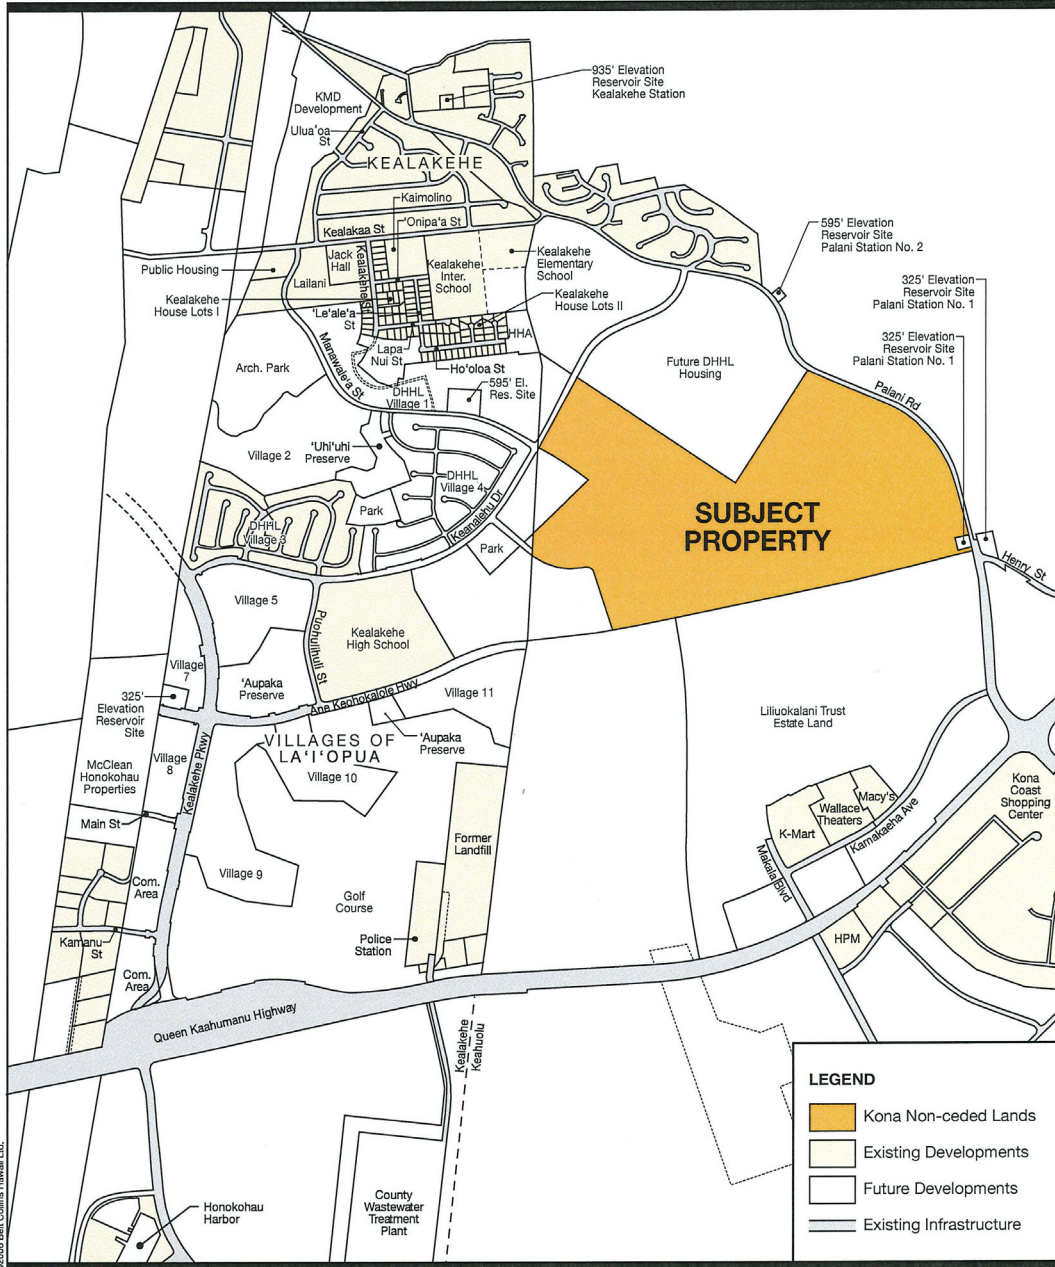 935' Elevation
Reservoir Site
Kealakehe Station
KMD
Development
Ulua'oa
St
KEALAKEHE
Kaimolino
'Onipa'a St
Kealakaa St
595' Elevation
Reservoir Site
Palani Station No. 2
Jack
Hall
Kealakehe St
Kealakehe
Inter.
School
Kealakehe
Elementary
School
Public Housing
Lailani
325' Elevation
Reservoir Site
Palani Station No. 1
Kealakehe
House Lots I
Kealakehe
House Lots II
'Le'ale'a
St
HHA
325' Elevation
Reservoir Site
Palani Station No. 1
Lapa
Nui St
Manawale'a St
Ho'oloa St
Future DHHL
Housing
Arch. Park
DHHL
Village 1
595' El.
Res. Site
Palani Rd
'Uhi'uhi
Preserve
Village 2
DHHL
Village 4
Keanalehu Dr
Park
DHHL
Village 3
SUBJECT
PROPERTY
Park
Henry St
Village 5
Puohulihuli St
Kealakehe
High School
Village
7
'Aupaka
Preserve
Ane Keohokalole Hwy
Village 11
325'
Elevation
Reservoir
Site
'Aupaka
Preserve
Liliuokalani Trust
Estate Land
VILLAGES OF
LA'I'OPUA
McClean
Honokohau
Properties
Village
8
Kealakehe Pkwy
Village 10
Kona
Coast
Shopping
Center
Macy's
Wallace
Theaters
K-Mart
Kamakaeha Ave
Main St
Former
Landfill
Makala Blvd
Village 9
Com.
Area
Golf
Course
Police
Station
HPM
Kamanu
St
Com.
Area
Queen Kaahumanu Highway
Kealakehe
Keahuolu
LEGEND
Kona Non-ceded Lands
Existing Developments
Future Developments
Existing Infrastructure
County
Wastewater
Treatment
Plant
Honokohau
Harbor